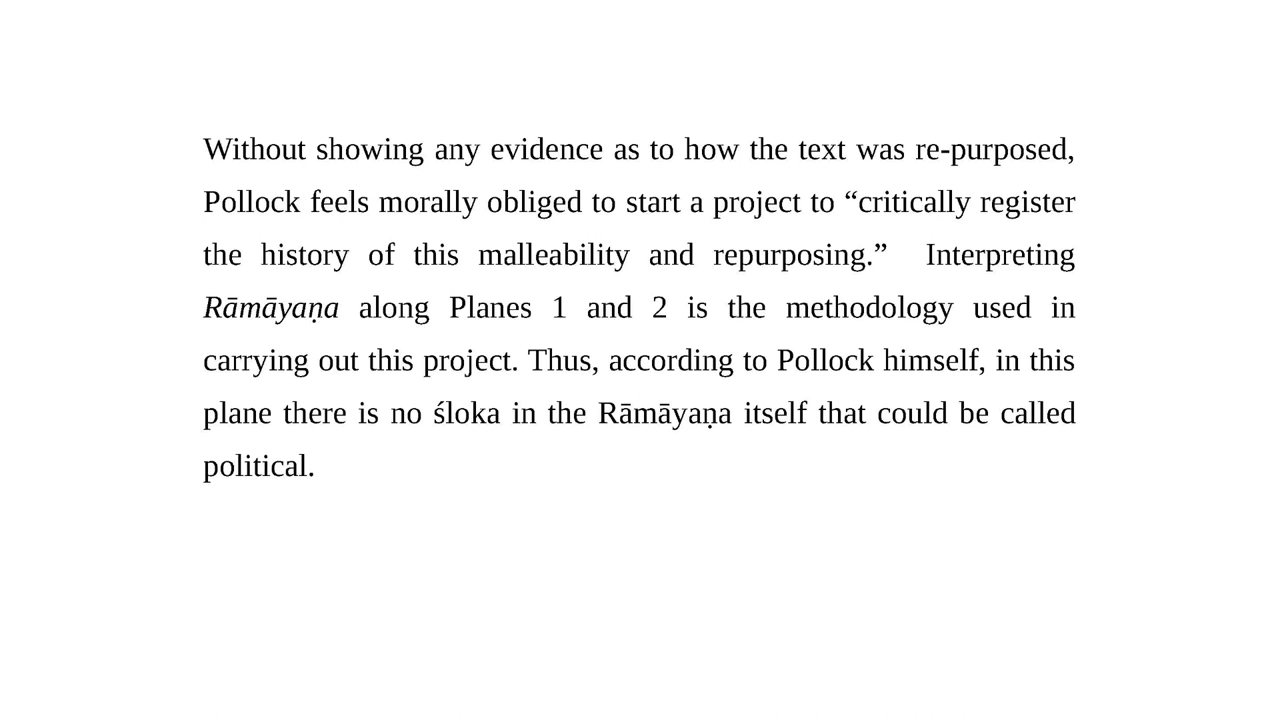 Without showing any evidence as to how the text was re-purposed,
Pollock feels morally obliged to start a project to “critically register
the history of this malleability and repurposing.”  Interpreting
Rāmāyaṇa along Planes 1 and 2 is the methodology used in
carrying out this project. Thus, according to Pollock himself, in this
plane there is no śloka in the Rāmāyaṇa itself that could be called
political.